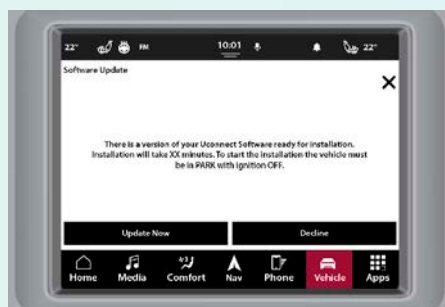 22° FM 10:01 22°
Software Update
There is a version of your Uconnect Software ready for installation.
Installation will take XX minutes. To start the installation the vehicle must
be in PARK with ignition OFF.
Update Now Decline
Home Media Comfort Nav Phone Vehicle Apps